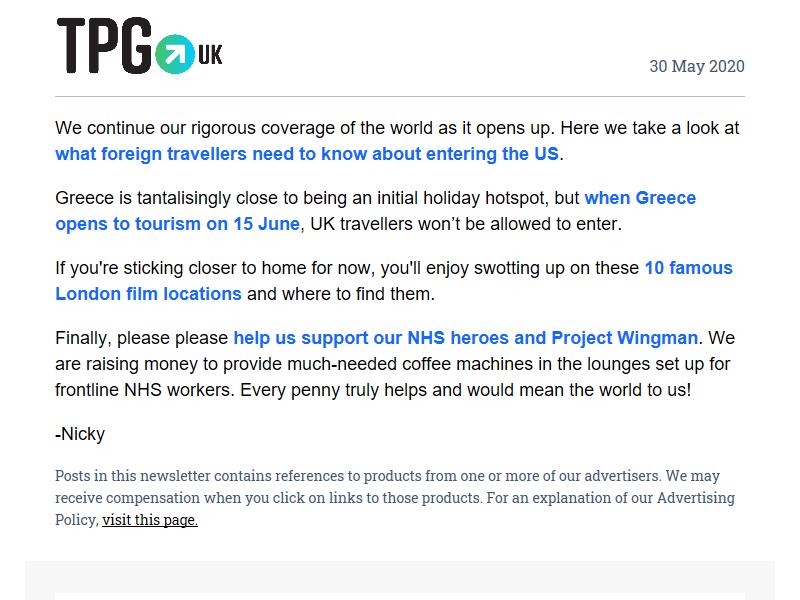 TPG UK
30 May 2020
We continue our rigorous coverage of the world as it opens up. Here we take a look at
what foreign travellers need to know about entering the US.
Greece is tantalisingly close to being an initial holiday hotspot, but when Greece
opens to tourism on 15 June, UK travellers won’t be allowed to enter.
If you're sticking closer to home for now, you'll enjoy swotting up on these 10 famous
London film locations and where to find them.
Finally, please please help us support our NHS heroes and Project Wingman. We
are raising money to provide much-needed coffee machines in the lounges set up for
frontline NHS workers. Every penny truly helps and would mean the world to us!
-Nicky
Posts in this newsletter contains references to products from one or more of our advertisers. We may
receive compensation when you click on links to those products. For an explanation of our Advertising
Policy, visit this page.